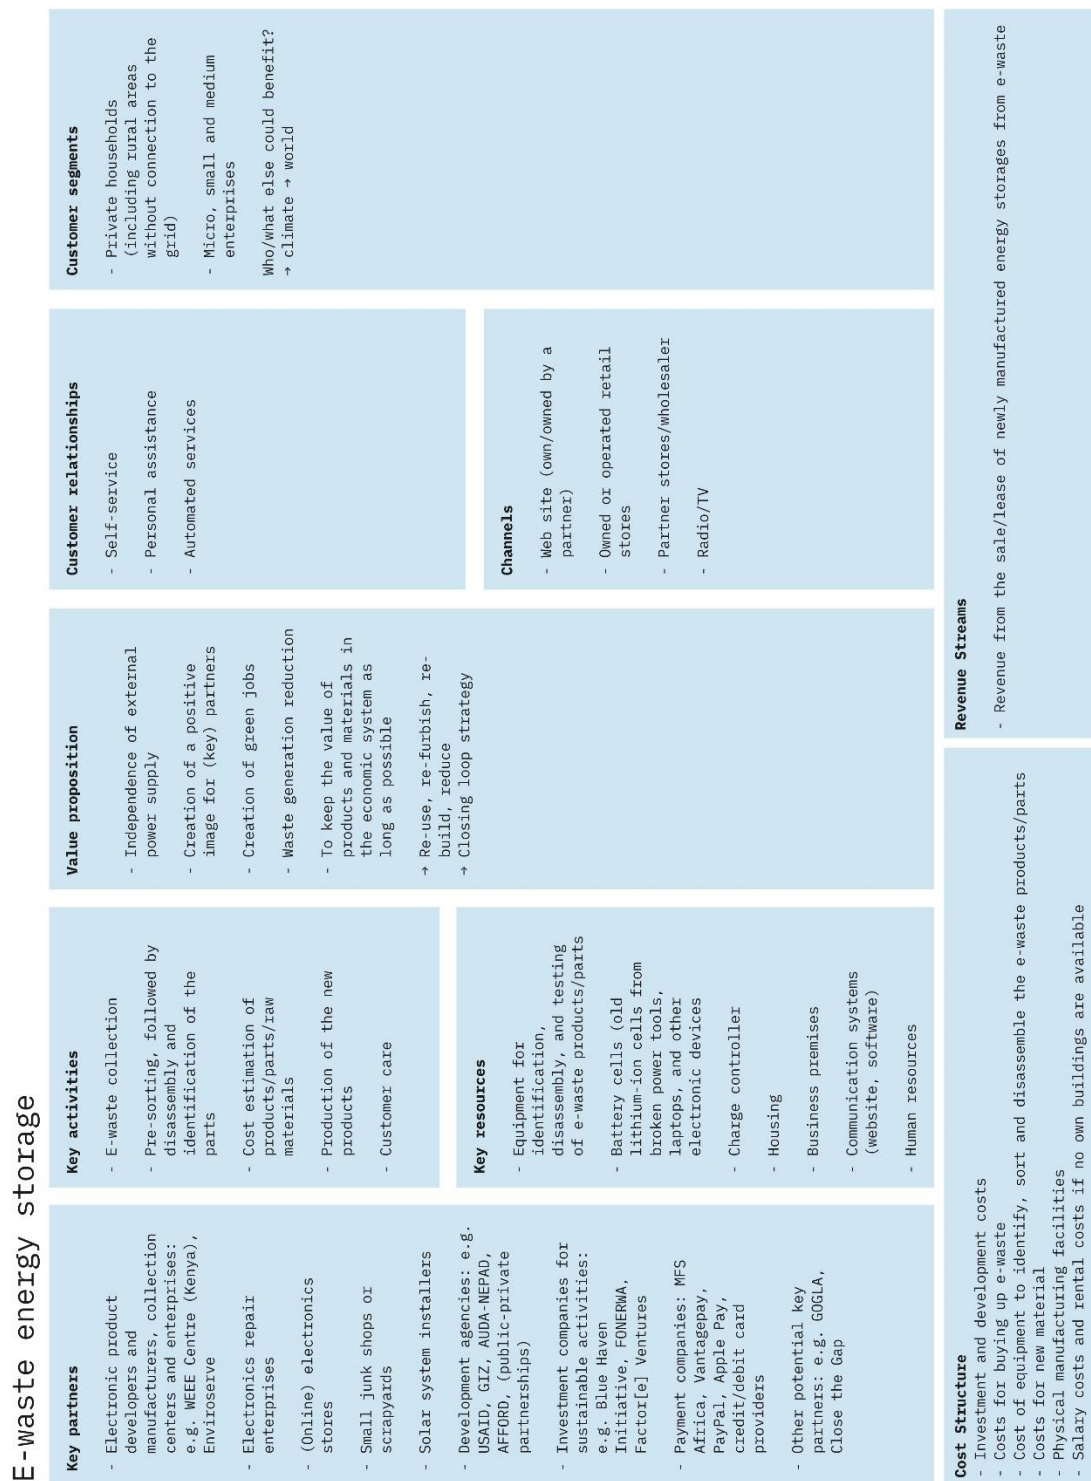 E-waste energy storage
Key partners
- Electronic product
developers and
manufacturers, collection
centers and enterprises:
e.g. WEEE Centre (Kenya),
Enviroserve
- Electronics repair
enterprises
- (Online) electronics
stores
- Small junk shops or
scrapyards
- Solar system installers
- Development agencies: e.g.
USAID, GIZ, AUDA-NEPAD,
AFFORD, (public-private
partnerships)
- Investment companies for
sustainable activities:
e.g. Blue Haven
Initiative, FONERWA,
Factor[e] Ventures
- Payment companies: MFS
Africa, Vantagepay,
PayPal, Apple Pay,
credit/debit card
providers
- Other potential key
partners: e.g. GOGLA,
Close the Gap
Key activities
- E-waste collection
- Pre-sorting, followed by
disassembly and
identification of the
parts
- Cost estimation of
products/parts/raw
materials
- Production of the new
products
- Customer care
Key resources
- Equipment for
identification,
disassembly, and testing
of e-waste products/parts
- Battery cells (old
lithium-ion cells from
broken power tools,
laptops, and other
electronic devices
- Charge controller
- Housing
- Business premises
- Communication systems
(website, software)
- Human resources
Value proposition
- Independence of external
power supply
- Creation of a positive
image for (key) partners
- Creation of green jobs
- Waste generation reduction
- To keep the value of
products and materials in
the economic system as
long as possible
→ Re-use, re-furbish, re-
build, reduce
→ Closing loop strategy
Customer relationships
- Self-service
- Personal assistance
- Automated services
Channels
- Web site (own/owned by a
partner)
- Owned or operated retail
stores
- Partner stores/wholesaler
- Radio/TV
Customer segments
- Private households
(including rural areas
without connection to the
grid)
- Micro, small and medium
enterprises
Who/what else could benefit?
→ climate → world
Cost Structure
- Investment and development costs
- Costs for buying up e-waste
- Cost of equipment to identify, sort and disassemble the e-waste products/parts
- Costs for new material
- Physical manufacturing facilities
- Salary costs and rental costs if no own buildings are available
Revenue Streams
- Revenue from the sale/lease of newly manufactured energy storages from e-waste